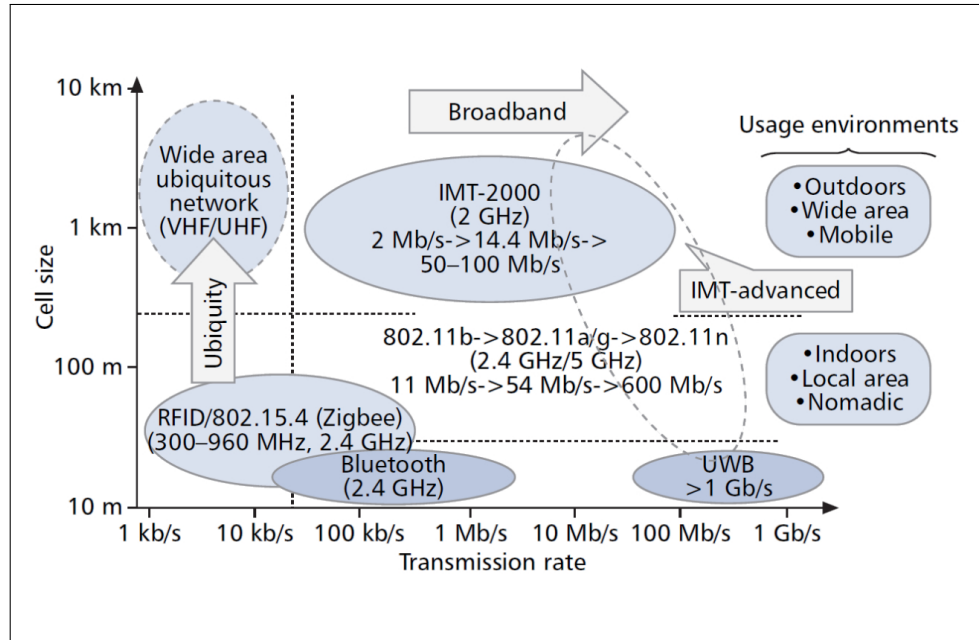 10 km
Broadband
Usage environments
Wide area
ubiquitous
network
(VHF/UHF)
IMT-2000
(2 GHz)
2 Mb/s->14.4 Mb/s->
50–100 Mb/s
•Outdoors
•Wide area
•Mobile
1 km
Cell size
Ubiquity
IMT-advanced
802.11b->802.11a/g->802.11n
(2.4 GHz/5 GHz)
11 Mb/s->54 Mb/s->600 Mb/s
•Indoors
•Local area
•Nomadic
100 m
RFID/802.15.4 (Zigbee)
(300–960 MHz, 2.4 GHz)
Bluetooth
(2.4 GHz)
UWB
>1 Gb/s
10 m
1 kb/s 10 kb/s 100 kb/s 1 Mb/s 10 Mb/s 100 Mb/s 1 Gb/s
Transmission rate